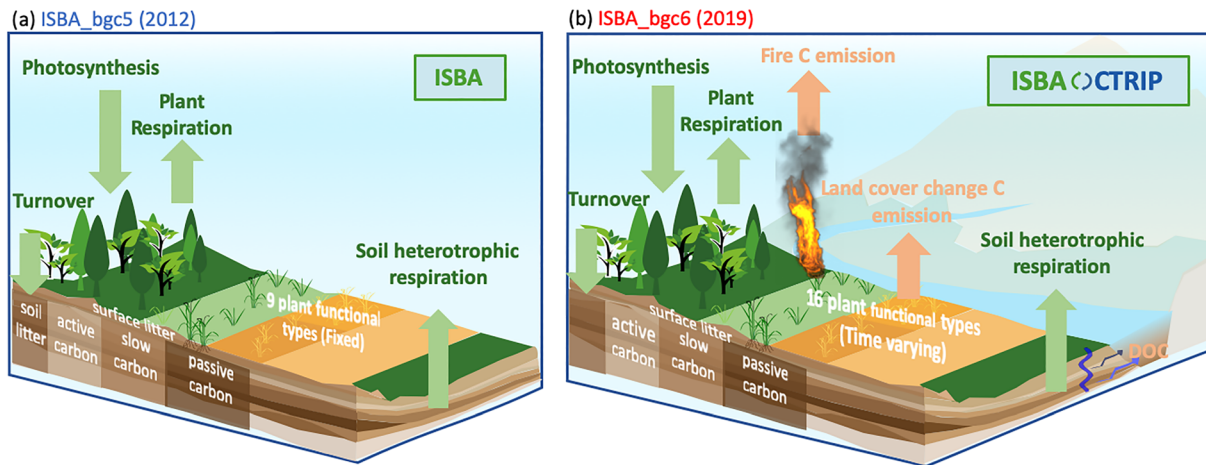 (a) ISBA_bgc5 (2012)
Photosynthesis
ISBA
Plant
Respiration
Turnover
Soil heterotrophic
respiration
9 plant functional
types (Fixed)
soil
litter
surface litter
active
carbon
slow
carbon
passive
carbon
(b) ISBA_bgc6 (2019)
Fire C emission
Photosynthesis
ISBA CTRIP
Plant
Respiration
Land cover change C
emission
Turnover
Soil heterotrophic
respiration
16 plant functional types
(Time varying)
surface litter
active
carbon
slow
carbon
passive
carbon
DOC